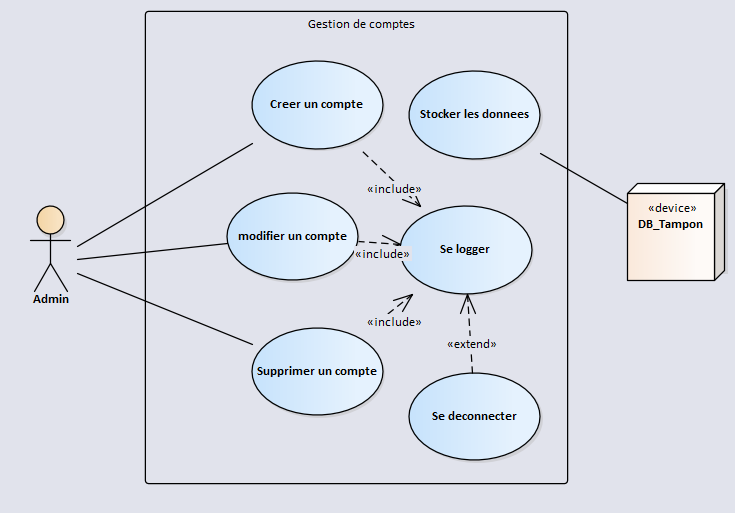 Gestion de comptes
Creer un compte
Stocker les donnees
«include»
«device»
DB_Tampon
modifier un compte
Se logger
«include»
Admin
«include»
«extend»
Supprimer un compte
Se deconnecter